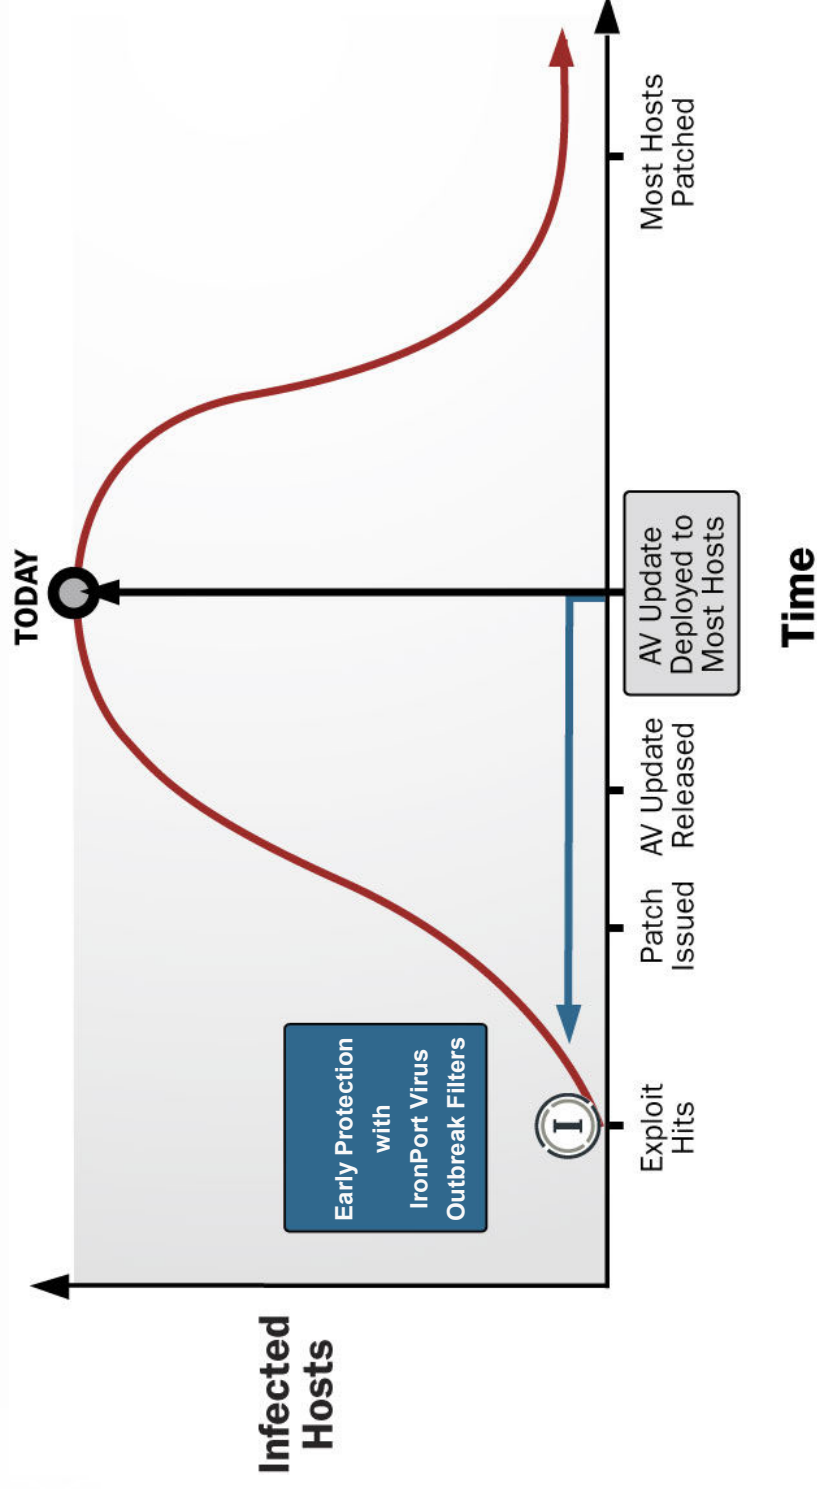 TODAY
Infected
Hosts
Early Protection
with
IronPort Virus
Outbreak Filters
I
Exploit
Hits
Patch
Issued
AV Update
Released
AV Update
Deployed to
Most Hosts
Most Hosts
Patched
Time